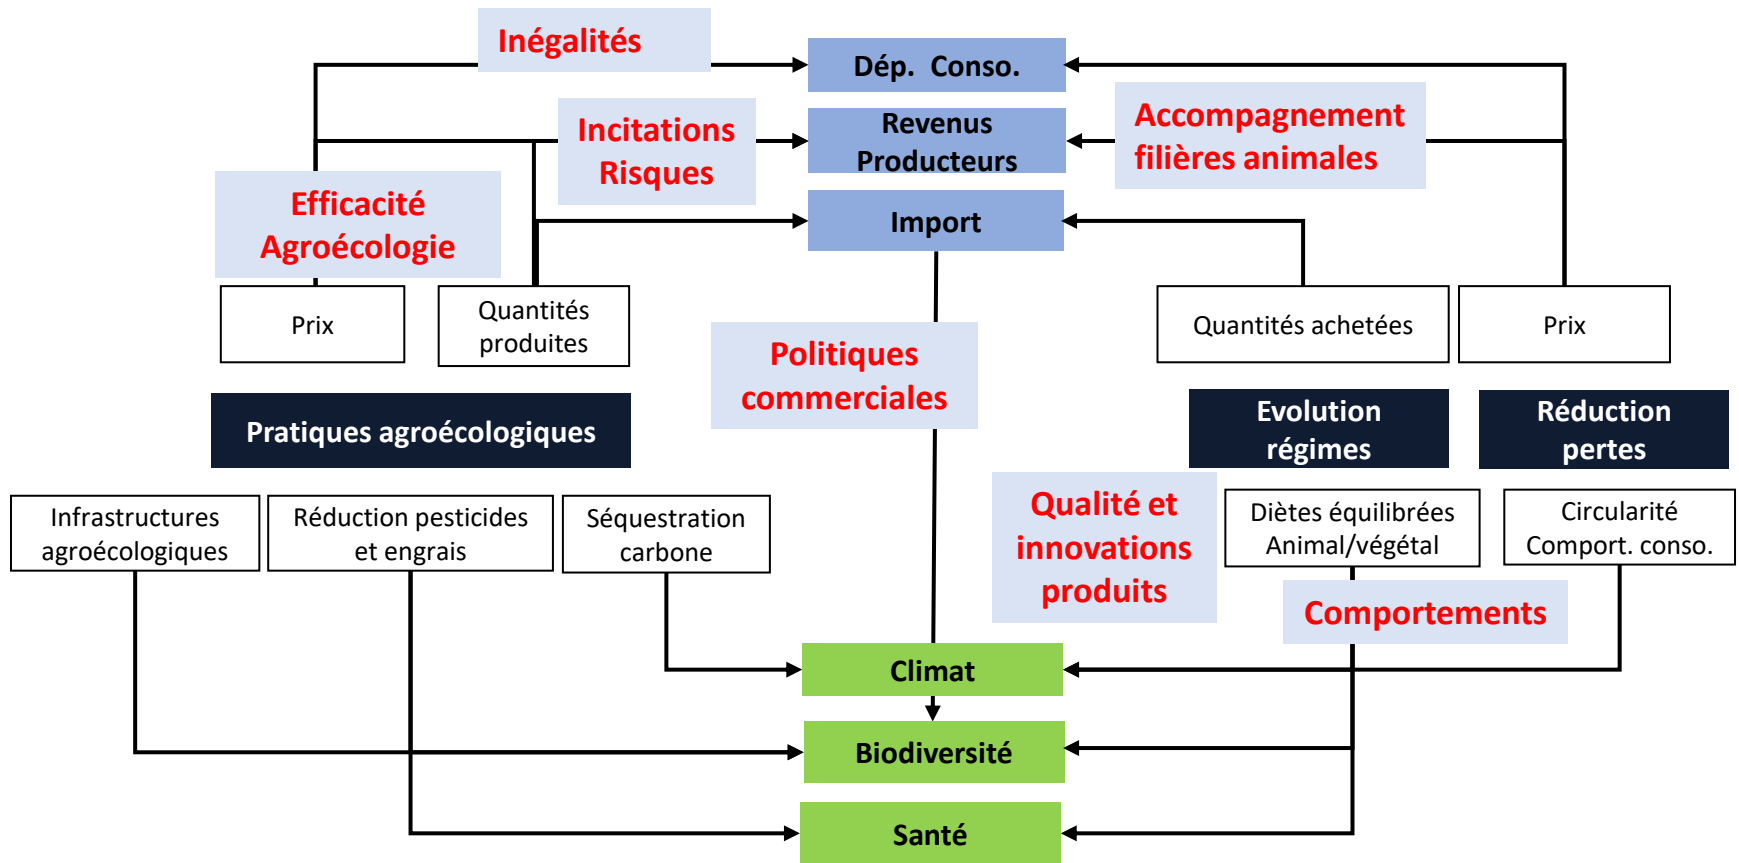 Inégalités
Dép.  Conso.
Incitations
Risques
Revenus
Producteurs
Accompagnement
filières animales
Efficacité
Agroécologie
Import
Prix
Quantités
produites
Quantités achetées
Prix
Politiques
commerciales
Pratiques agroécologiques
Evolution
régimes
Réduction
pertes
Infrastructures
agroécologiques
Réduction pesticides
et engrais
Séquestration
carbone
Qualité et
innovations
produits
Diètes équilibrées
Animal/végétal
Circularité
Comport. conso.
Comportements
Climat
Biodiversité
Santé